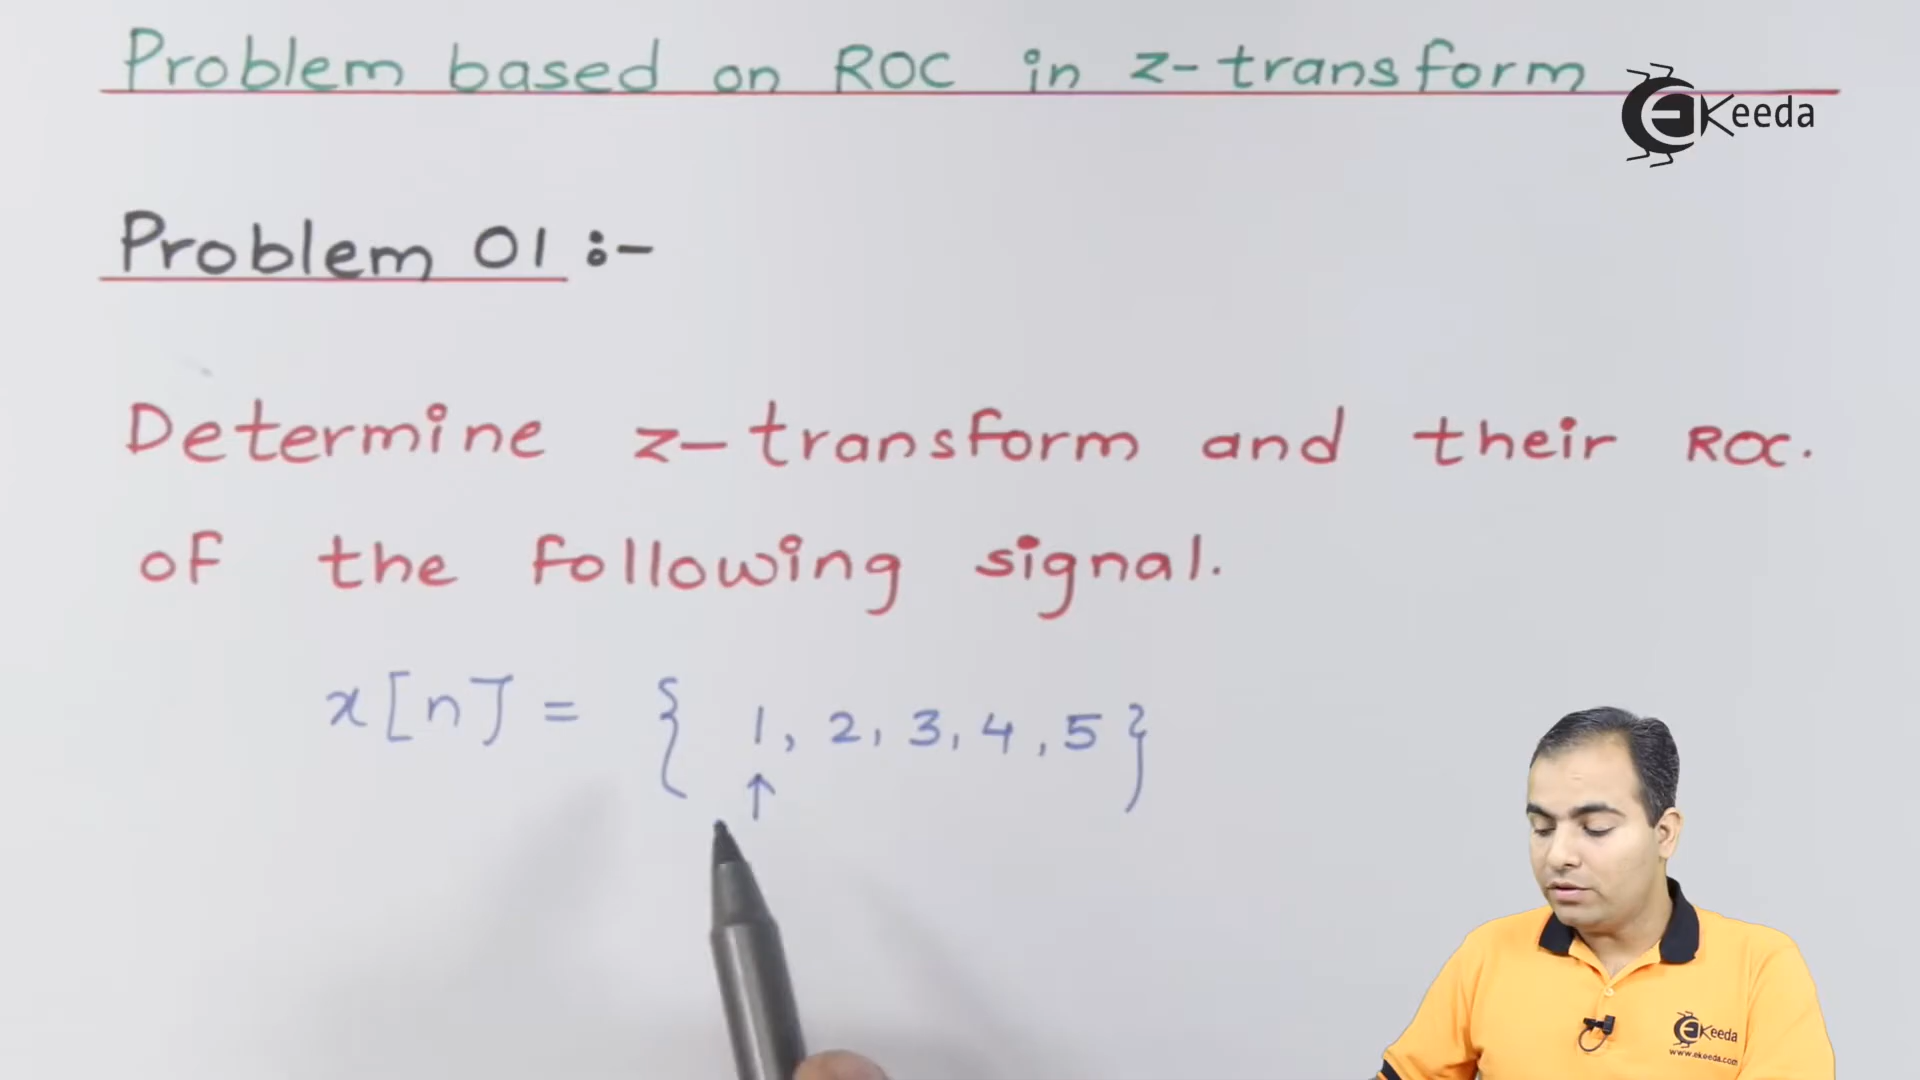 Problem based on ROC in z-transform
EKeeda
Problem 01 :-
Determine z-transform and their ROC.
of the following signal.
x[n] = { 1, 2, 3, 4, 5 }
↑
EKeeda
www.ekeeda.com